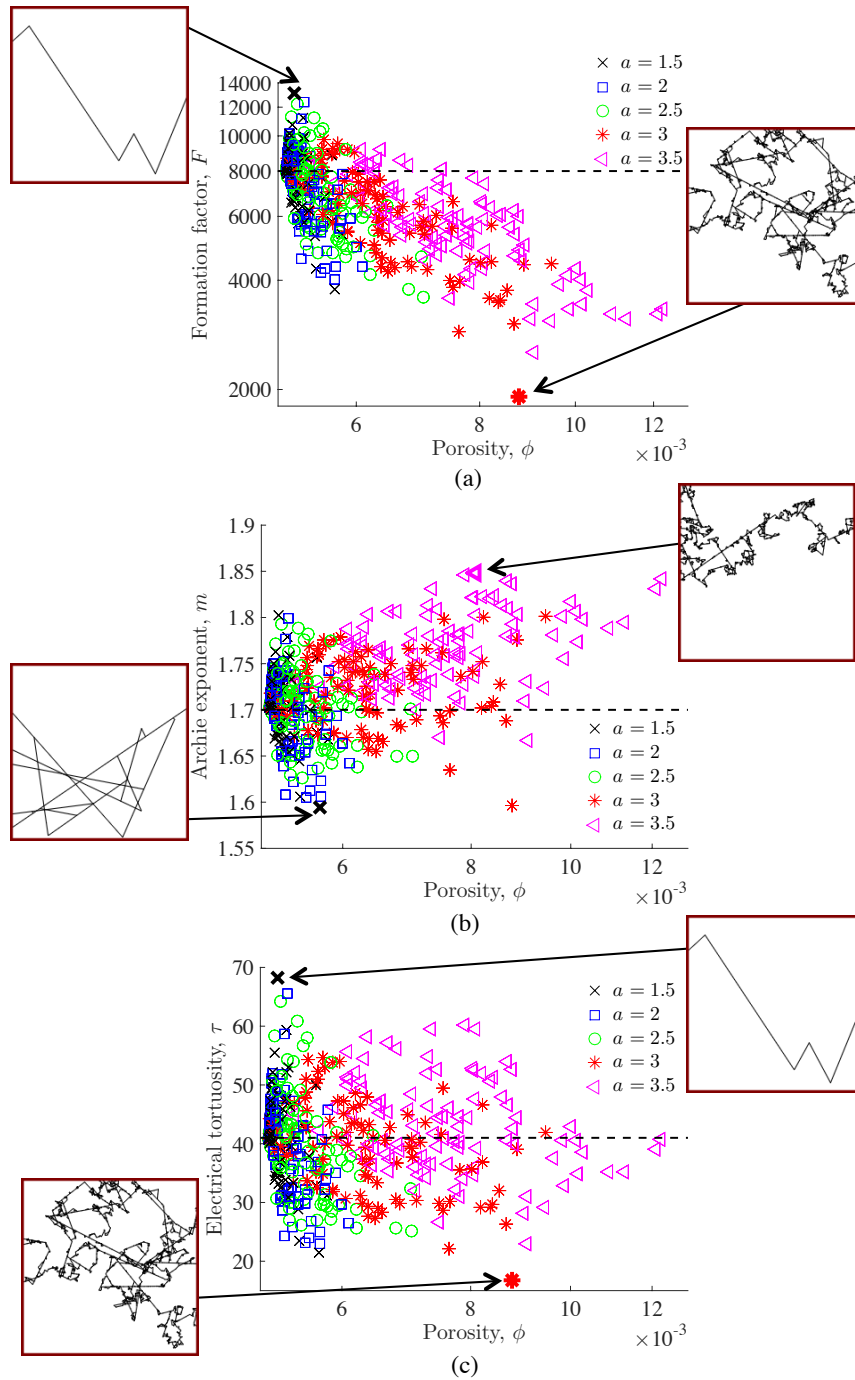 14000
12000
10000
8000
6000
4000
2000
Formation factor, F
× a = 1.5
□ a = 2
○ a = 2.5
∗ a = 3
◁ a = 3.5
6 8 10 12
Porosity, ϕ
×10⁻³
(a)
1.9
1.85
1.8
1.75
1.7
1.65
1.6
1.55
Archie exponent, m
× a = 1.5
□ a = 2
○ a = 2.5
∗ a = 3
◁ a = 3.5
6 8 10 12
Porosity, ϕ
×10⁻³
(b)
70
60
50
40
30
20
Electrical tortuosity, τ
× a = 1.5
□ a = 2
○ a = 2.5
∗ a = 3
◁ a = 3.5
6 8 10 12
Porosity, ϕ
×10⁻³
(c)